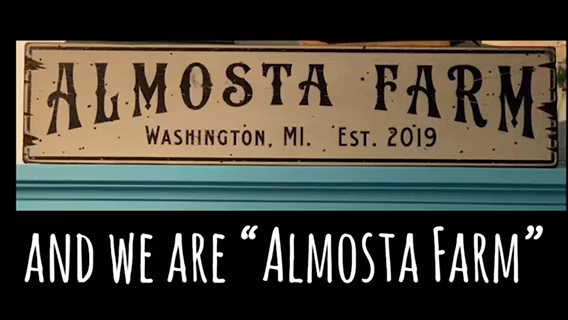 ALMOSTA FARM
WASHINGTON, MI. EST. 2019
AND WE ARE “ALMOSTA FARM”